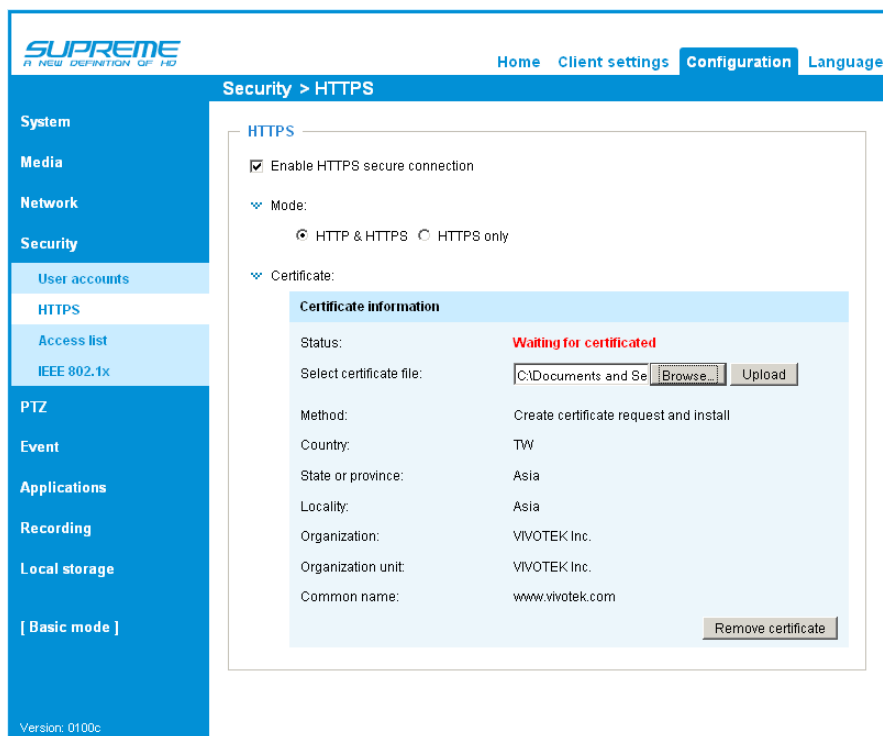 SUPREME
A NEW DEFINITION OF HD
Home Client settings Configuration Language
Security > HTTPS
System
Media
Network
Security
User accounts
HTTPS
Access list
IEEE 802.1x
PTZ
Event
Applications
Recording
Local storage
[ Basic mode ]
Version: 0100c
HTTPS
Enable HTTPS secure connection
Mode:
HTTP & HTTPS HTTPS only
Certificate:
Certificate information
Status: Waiting for certificated
Select certificate file: C:\Documents and Se Browse... Upload
Method: Create certificate request and install
Country: TW
State or province: Asia
Locality: Asia
Organization: VIVOTEK Inc.
Organization unit: VIVOTEK Inc.
Common name: www.vivotek.com
Remove certificate